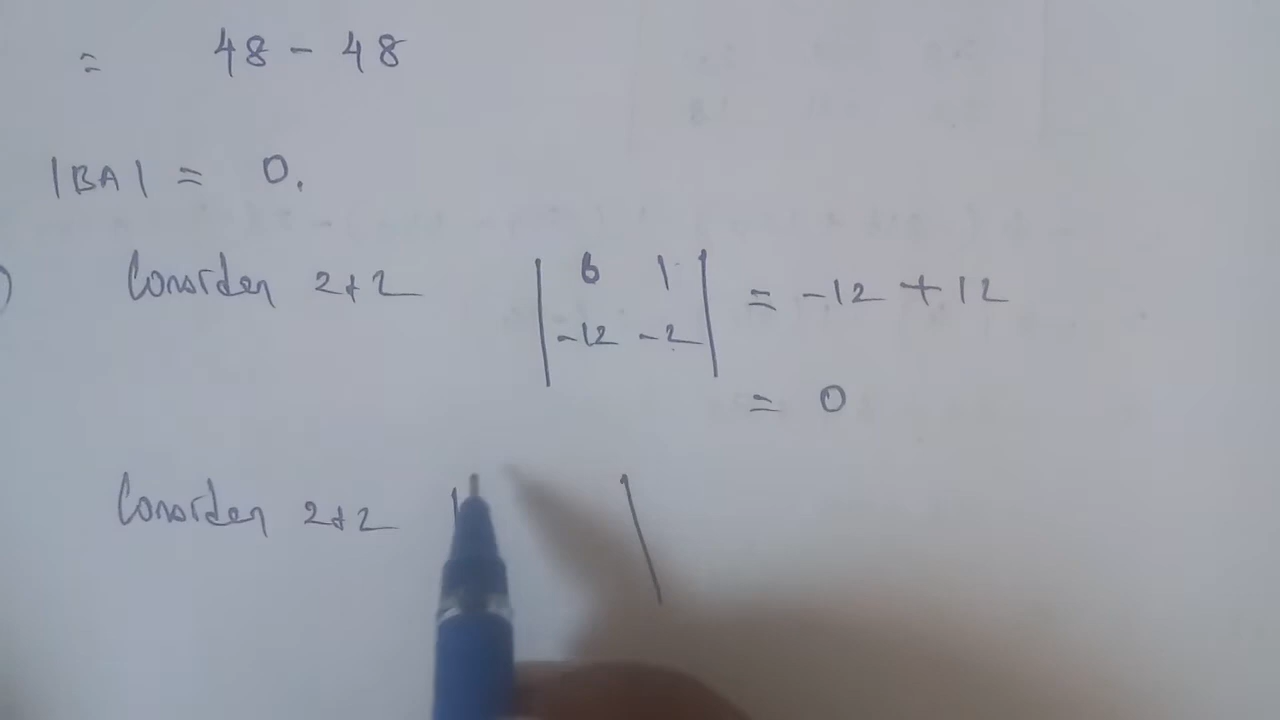 = 48 - 48
|BA| = 0.
) Consider 2+2 | 6 1 | = -12 + 12
| -12 -2 |
= 0
Consider 2+2 | |